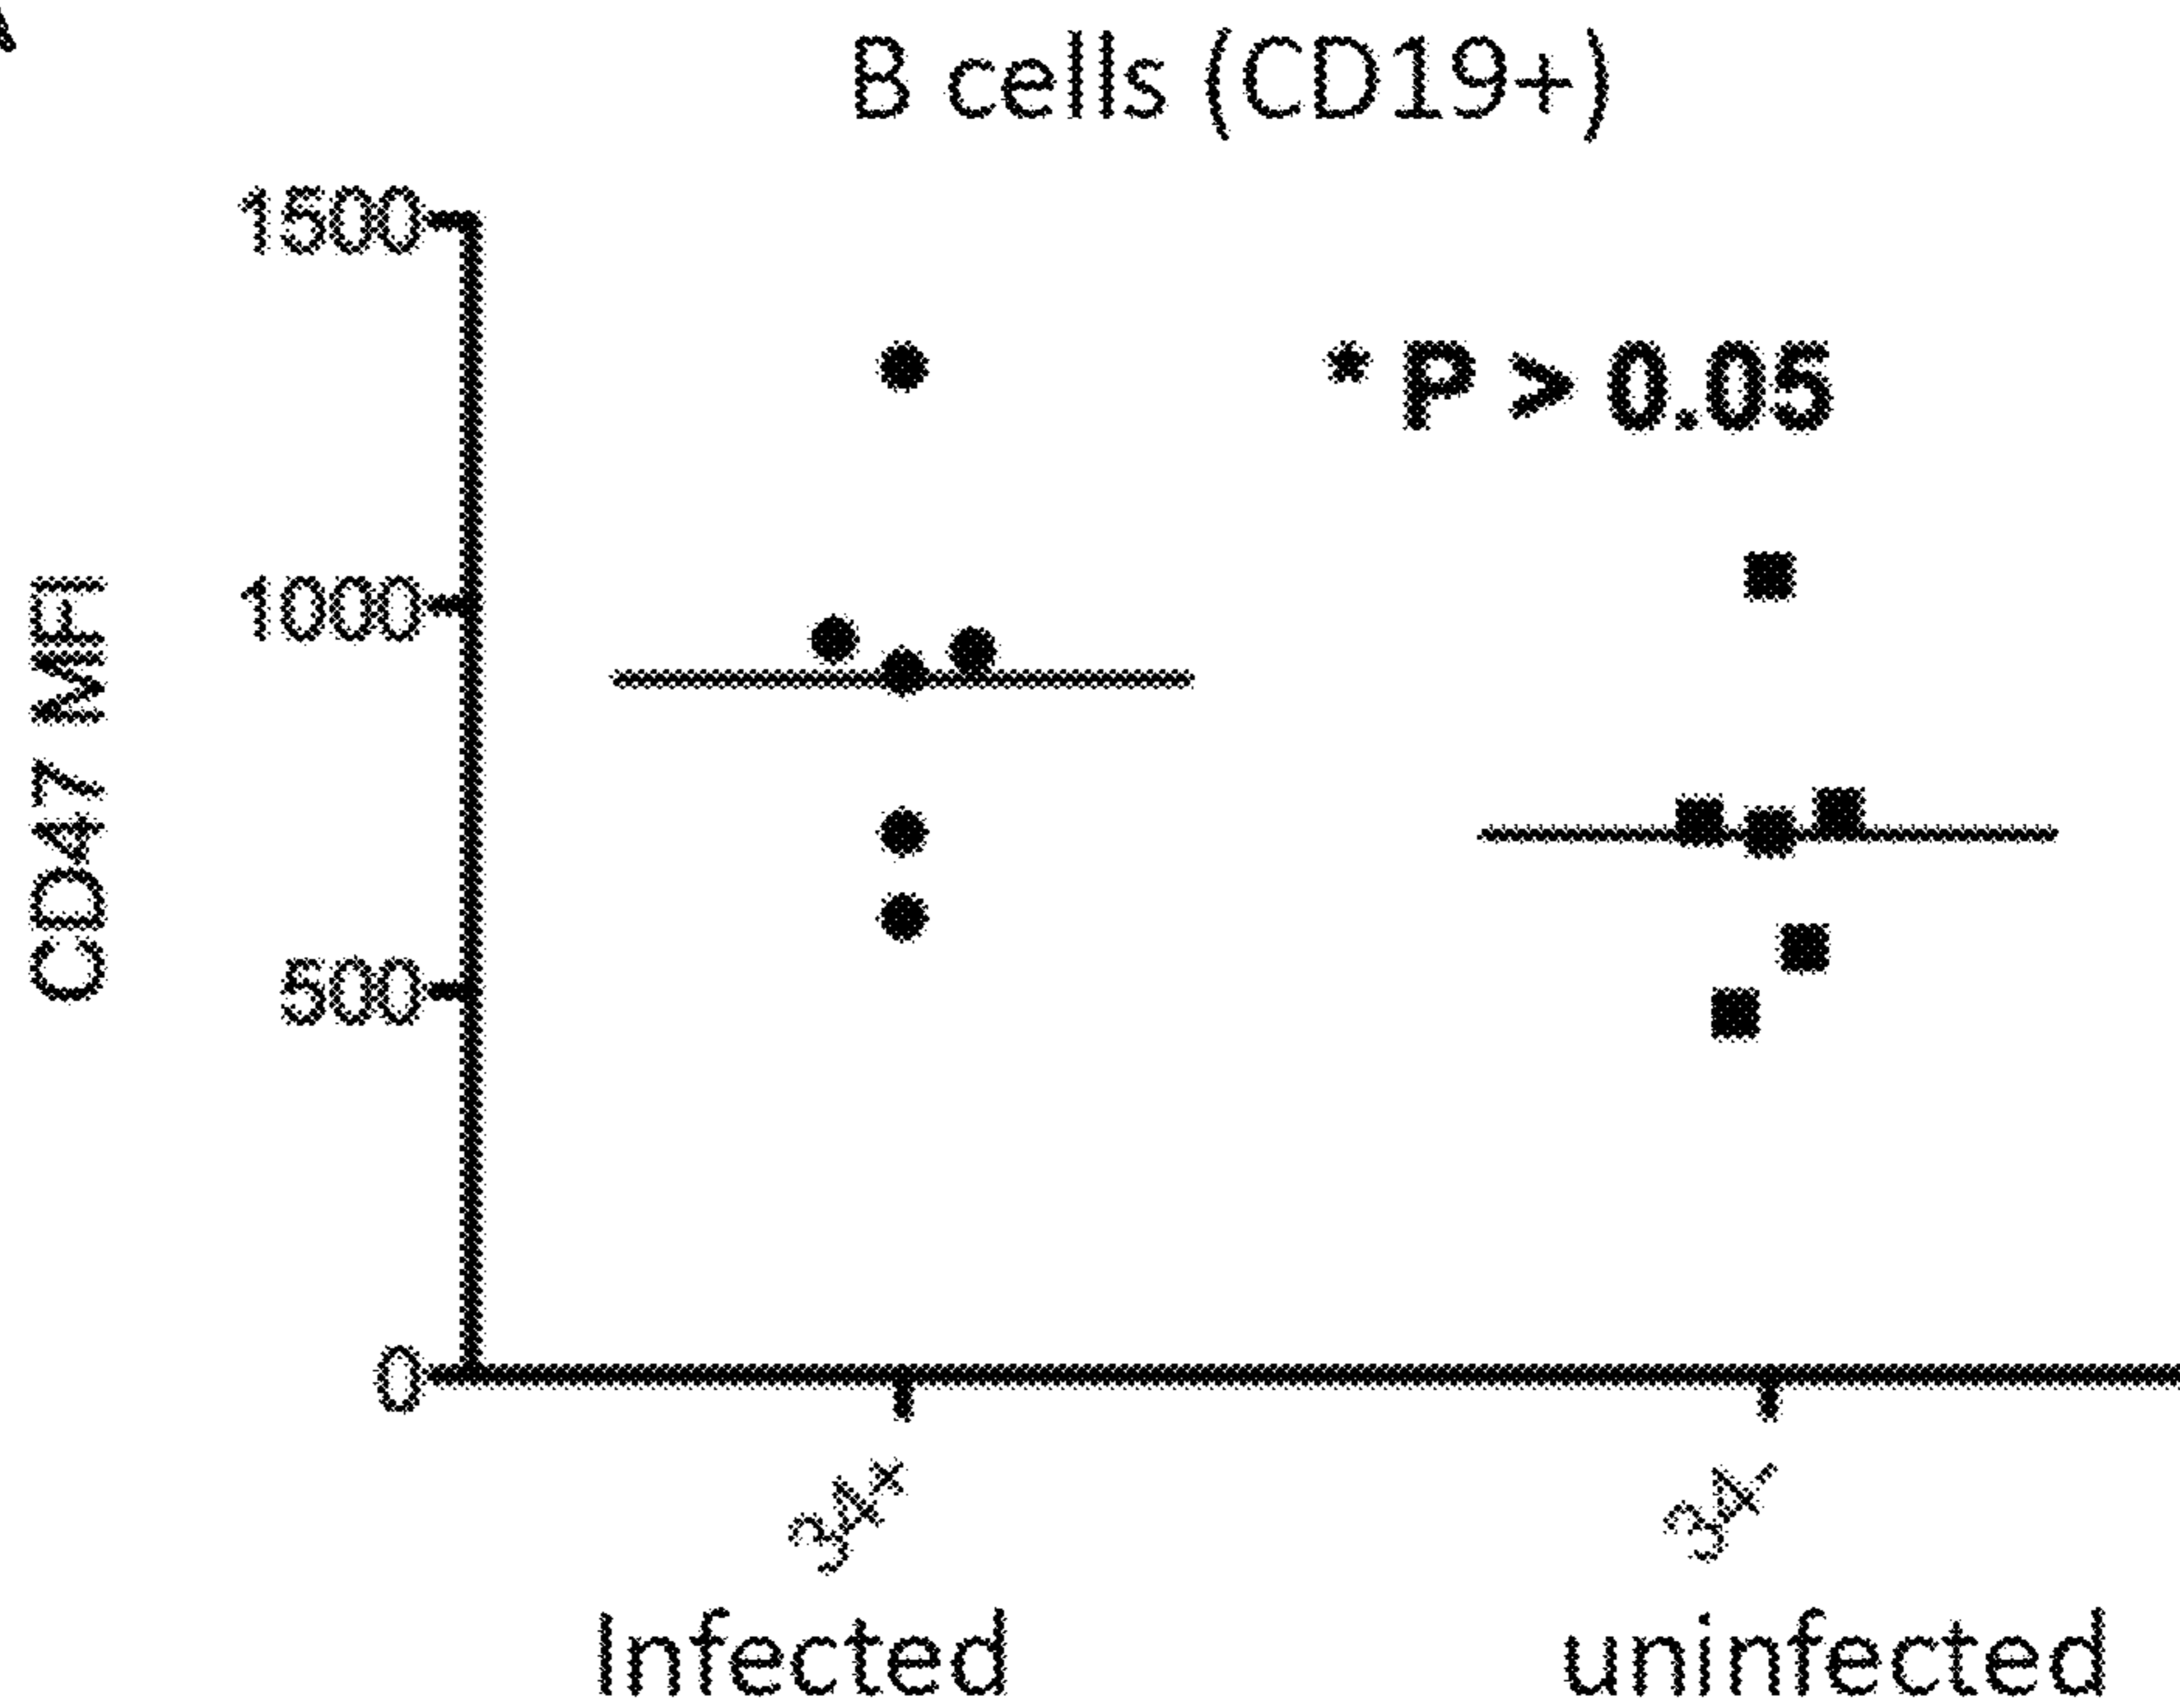 B cells (CD19+)
1500
* P > 0.05
1000
CD47 MFI
500
0
34+
34-
Infected
uninfected